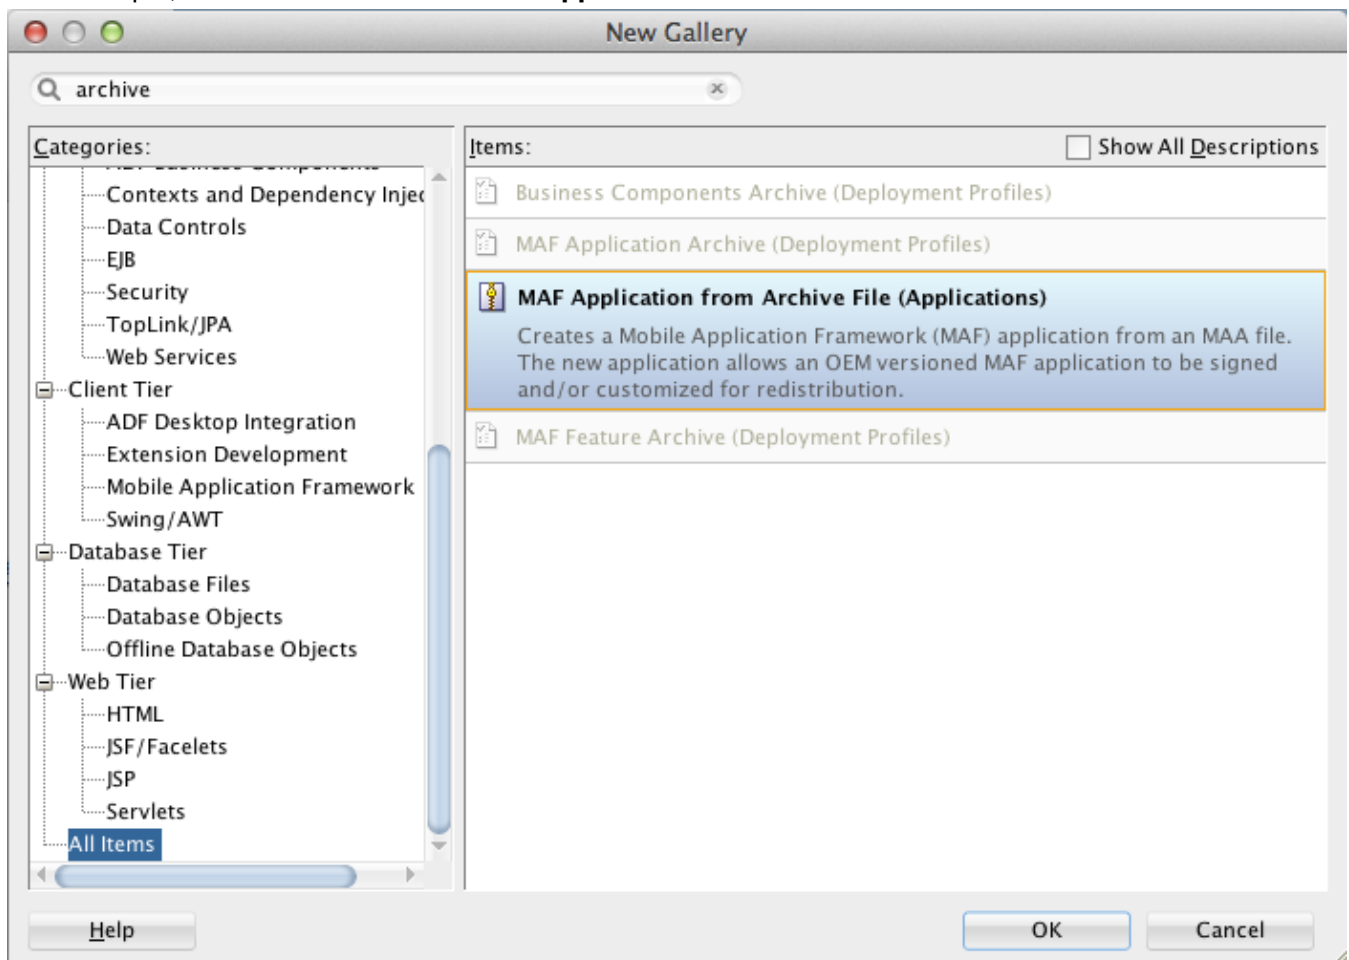 New Gallery
archive
Categories:
Contexts and Dependency Injec
Data Controls
EJB
Security
TopLink/JPA
Web Services
Client Tier
ADF Desktop Integration
Extension Development
Mobile Application Framework
Swing/AWT
Database Tier
Database Files
Database Objects
Offline Database Objects
Web Tier
HTML
JSF/Facelets
JSP
Servlets
All Items
Items:
Show All Descriptions
Business Components Archive (Deployment Profiles)
MAF Application Archive (Deployment Profiles)
MAF Application from Archive File (Applications)
Creates a Mobile Application Framework (MAF) application from an MAA file.
The new application allows an OEM versioned MAF application to be signed
and/or customized for redistribution.
MAF Feature Archive (Deployment Profiles)
Help
OK
Cancel